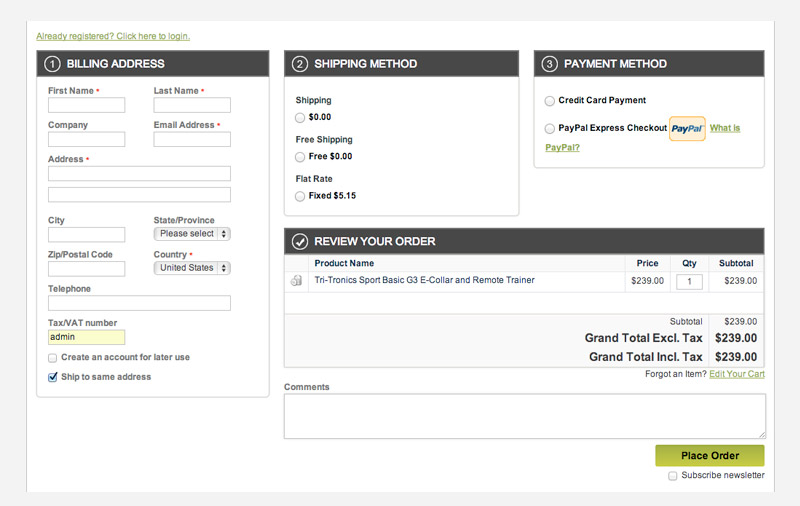 Already registered? Click here to login.
1 BILLING ADDRESS
First Name * Last Name *
Company Email Address *
Address *
City State/Province
Please select
Zip/Postal Code Country *
United States
Telephone
Tax/VAT number
admin
Create an account for later use
Ship to same address
2 SHIPPING METHOD
Shipping
$0.00
Free Shipping
Free $0.00
Flat Rate
Fixed $5.15
3 PAYMENT METHOD
Credit Card Payment
PayPal Express Checkout PayPal What Is
PayPal?
REVIEW YOUR ORDER
Product Name Price Qty Subtotal
Tri-Tronics Sport Basic G3 E-Collar and Remote Trainer $239.00 1 $239.00
Subtotal $239.00
Grand Total Excl. Tax $239.00
Grand Total Incl. Tax $239.00
Forgot an Item? Edit Your Cart
Comments
Place Order
Subscribe newsletter